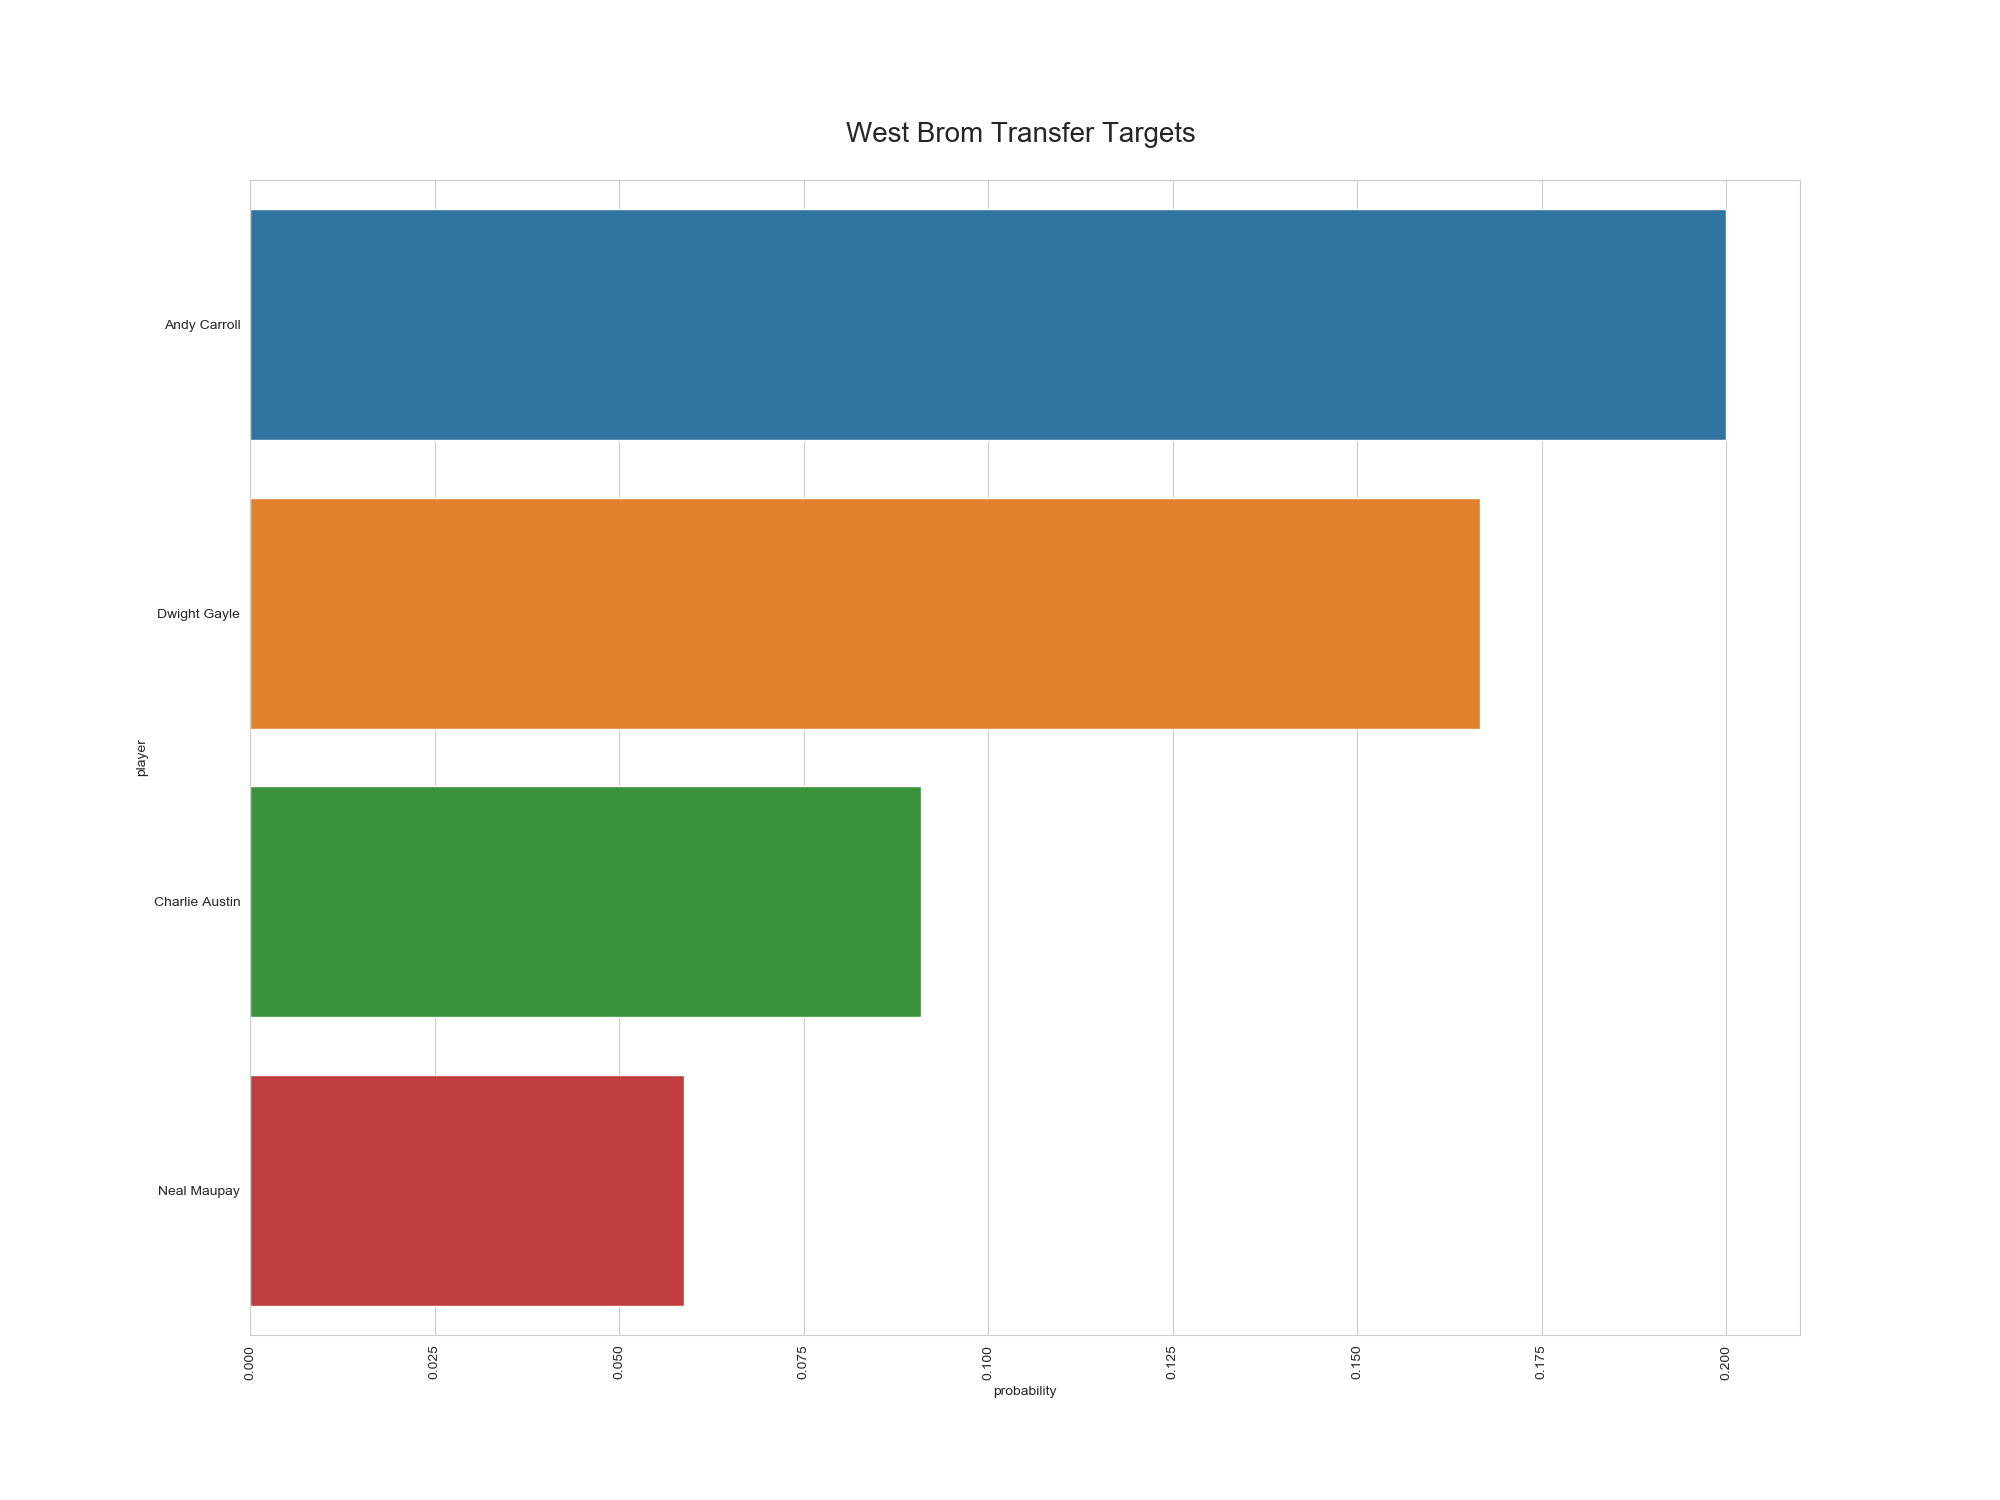 West Brom Transfer Targets
Andy Carroll
Dwight Gayle
Charlie Austin
Neal Maupay
player
0.000
0.025
0.050
0.075
0.100
0.125
0.150
0.175
0.200
probability